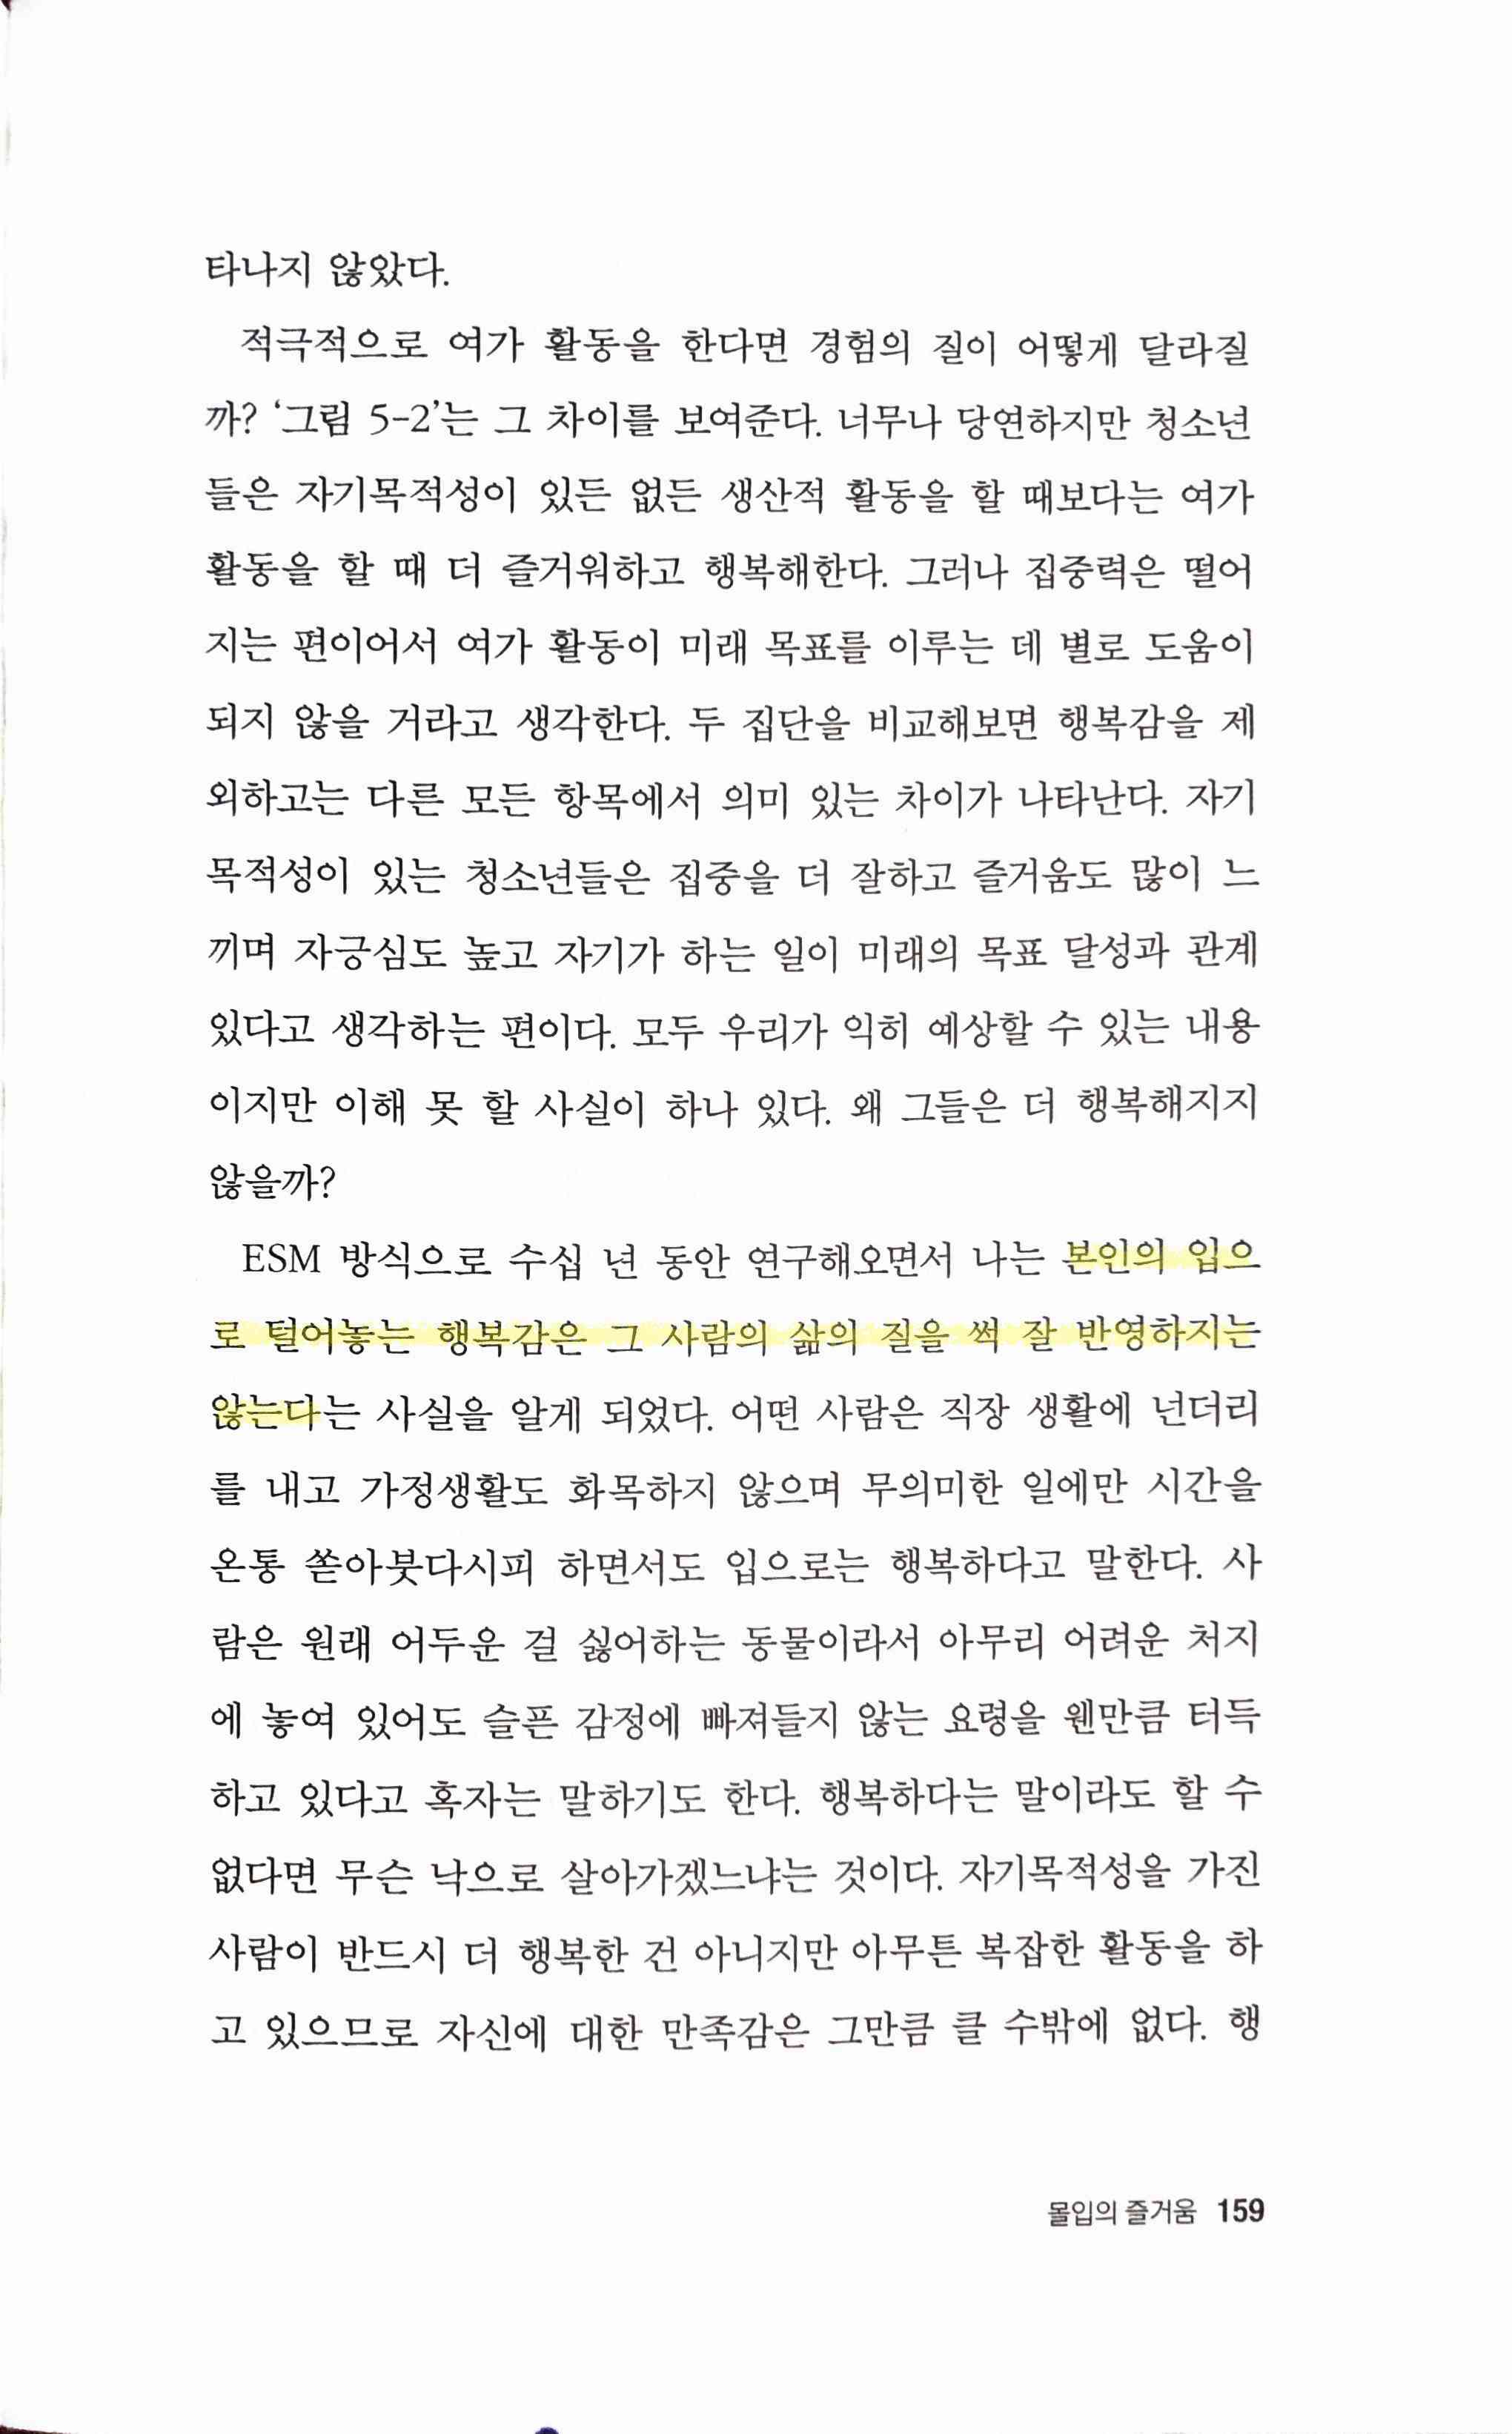 타나지 않았다.
적극적으로 여가 활동을 한다면 경험의 질이 어떻게 달라질
까? ‘그림 5-2’는 그 차이를 보여준다. 너무나 당연하지만 청소년
들은 자기목적성이 있든 없든 생산적 활동을 할 때보다는 여가
활동을 할 때 더 즐거워하고 행복해한다. 그러나 집중력은 떨어
지는 편이어서 여가 활동이 미래 목표를 이루는 데 별로 도움이
되지 않을 거라고 생각한다. 두 집단을 비교해보면 행복감을 제
외하고는 다른 모든 항목에서 의미 있는 차이가 나타난다. 자기
목적성이 있는 청소년들은 집중을 더 잘하고 즐거움도 많이 느
끼며 자긍심도 높고 자기가 하는 일이 미래의 목표 달성과 관계
있다고 생각하는 편이다. 모두 우리가 익히 예상할 수 있는 내용
이지만 이해 못 할 사실이 하나 있다. 왜 그들은 더 행복해지지
않을까?
ESM 방식으로 수십 년 동안 연구해오면서 나는 본인의 입으
로 털어놓는 행복감은 그 사람의 삶의 질을 썩 잘 반영하지는
않는다는 사실을 알게 되었다. 어떤 사람은 직장 생활에 넌더리
를 내고 가정생활도 화목하지 않으며 무의미한 일에만 시간을
온통 쏟아붓다시피 하면서도 입으로는 행복하다고 말한다. 사
람은 원래 어두운 걸 싫어하는 동물이라서 아무리 어려운 처지
에 놓여 있어도 슬픈 감정에 빠져들지 않는 요령을 웬만큼 터득
하고 있다고 혹자는 말하기도 한다. 행복하다는 말이라도 할 수
없다면 무슨 낙으로 살아가겠느냐는 것이다. 자기목적성을 가진
사람이 반드시 더 행복한 건 아니지만 아무튼 복잡한 활동을 하
고 있으므로 자신에 대한 만족감은 그만큼 클 수밖에 없다. 행
몰입의 즐거움 159